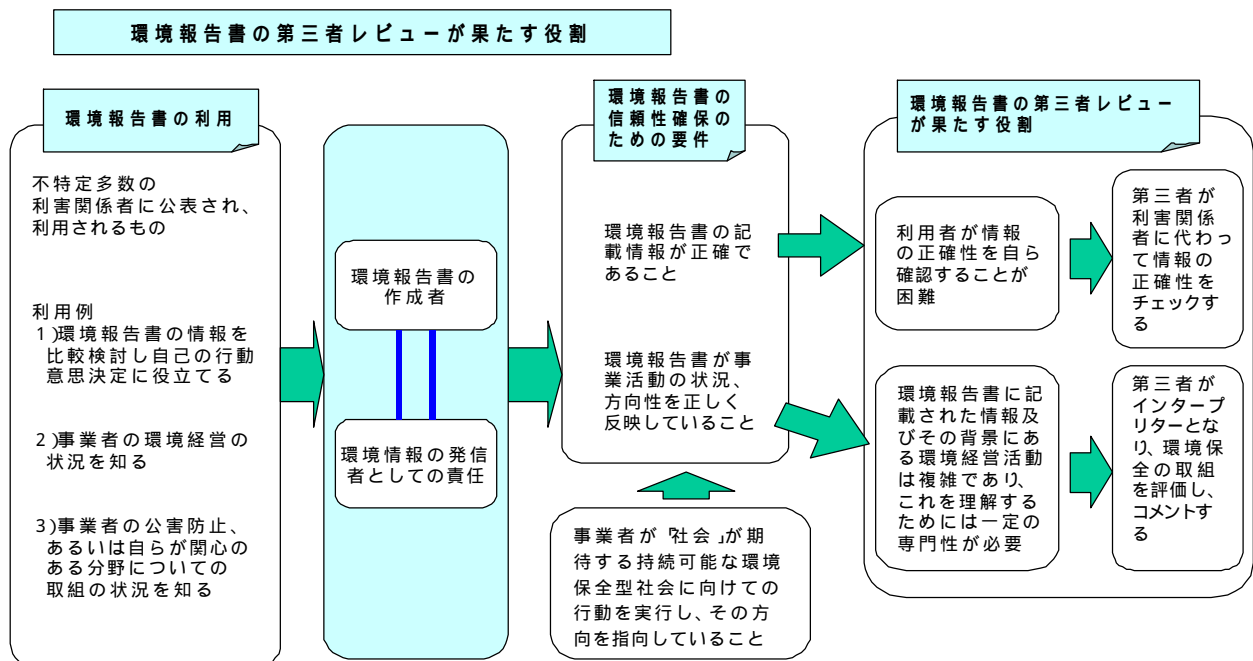 環境報告書の第三者レビューが果たす役割
環境報告書の利用
不特定多数の
利害関係者に公表され、
利用されるもの
利用例
1)環境報告書の情報を
比較検討し自己の行動
意思決定に役立てる
2)事業者の環境経営の
状況を知る
3)事業者の公害防止、
あるいは自らが関心の
ある分野についての
取組の状況を知る
環境報告書の
作成者
環境情報の発信
者としての責任
環境報告書の
信頼性確保の
ための要件
環境報告書の記
載情報が正確で
あること
環境報告書が事
業活動の状況、
方向性を正しく
反映していること
事業者が「社会」が期
待する持続可能な環境
保全型社会に向けての
行動を実行し、その方
向を指向していること
環境報告書の第三者レビュー
が果たす役割
利用者が情報
の正確性を自ら
確認することが
困難
第三者が
利害関係
者に代わっ
て情報の
正確性を
チェックす
る
環境報告書に記
載された情報及
びその背景にあ
る環境経営活動
は複雑であり、
これを理解する
ためには一定の
専門性が必要
第三者が
インタープ
リターとな
り、環境保
全の取組
を評価し、
コメントす
る